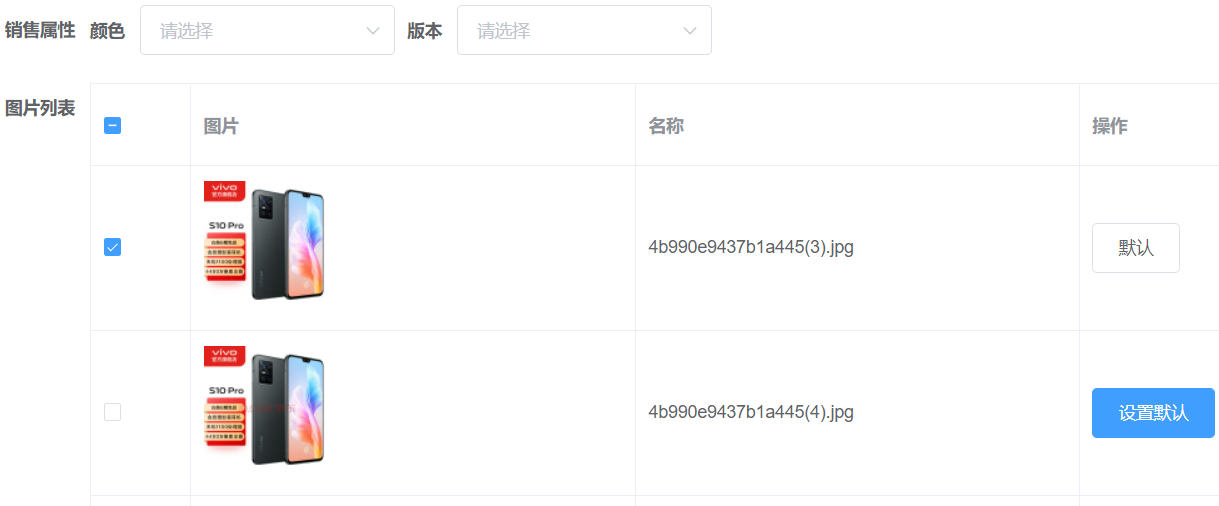 销售属性 颜色 请选择 版本 请选择
图片列表
图片 名称 操作
vivo
S10 Pro
4b990e9437b1a445(3).jpg
默认
vivo
S10 Pro
4b990e9437b1a445(4).jpg
设置默认